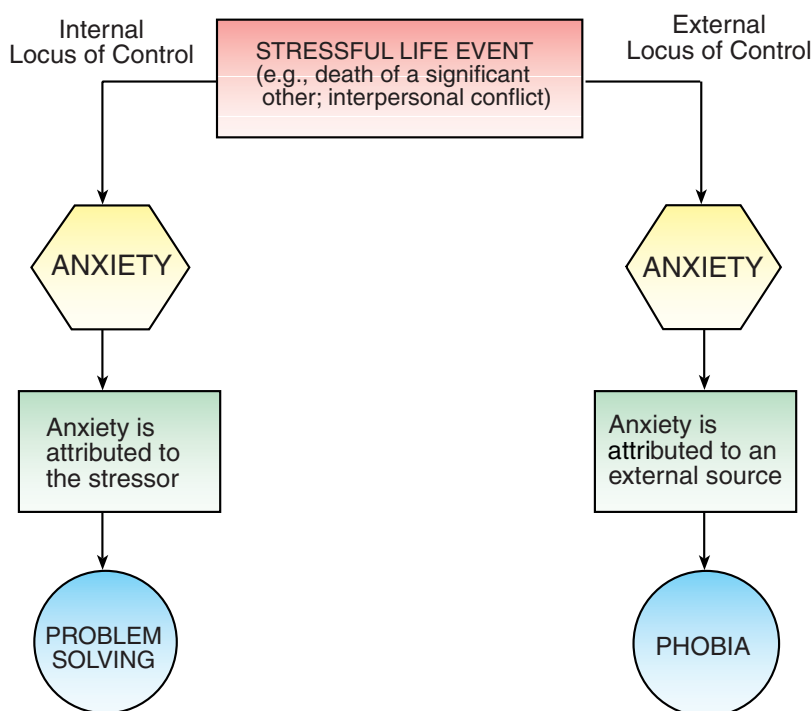 Internal
Locus of Control
STRESSFUL LIFE EVENT
(e.g., death of a significant
other; interpersonal conflict)
External
Locus of Control
ANXIETY
ANXIETY
Anxiety is
attributed to
the stressor
Anxiety is
attributed to an
external source
PROBLEM
SOLVING
PHOBIA